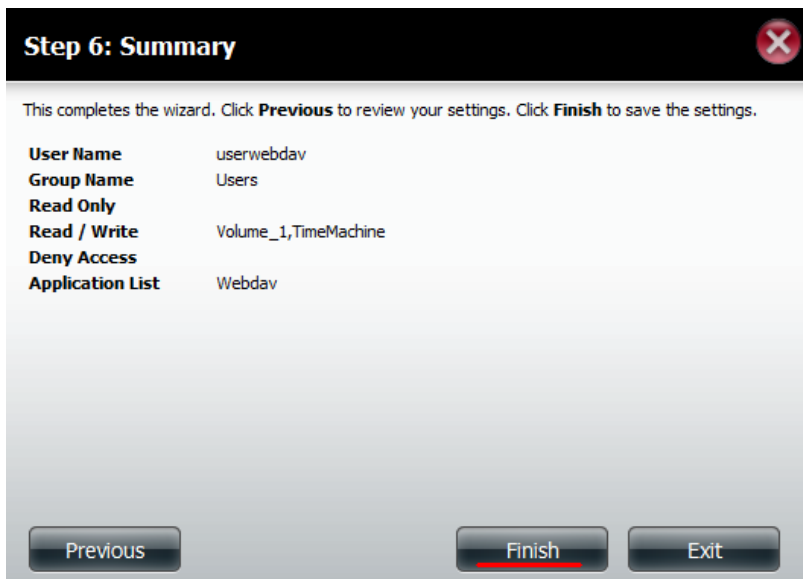 Step 6: Summary
This completes the wizard. Click Previous to review your settings. Click Finish to save the settings.
User Name userwebdav
Group Name Users
Read Only
Read / Write Volume_1,TimeMachine
Deny Access
Application List Webdav
Previous Finish Exit